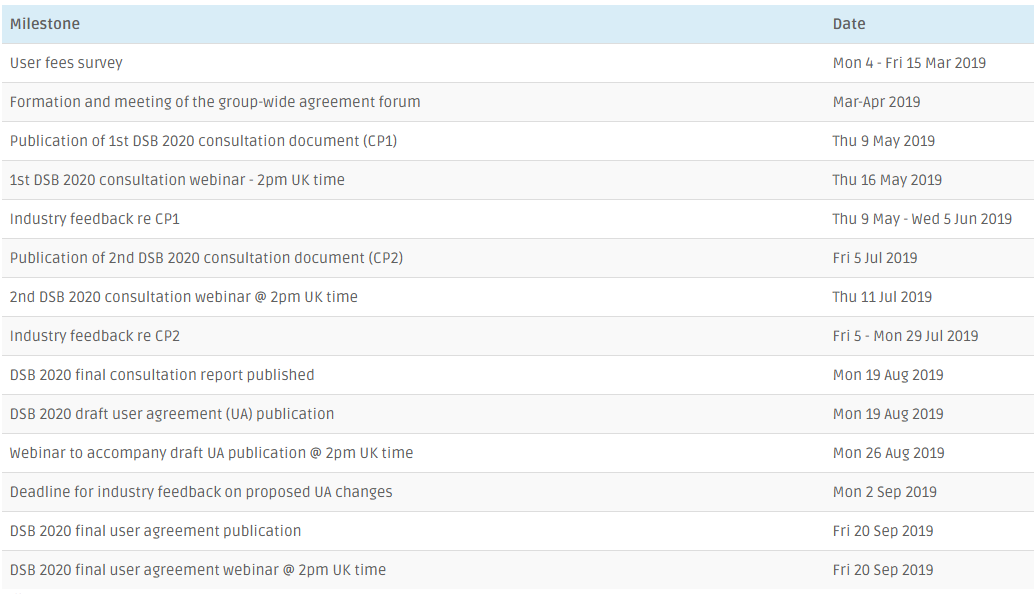 Milestone Date
User fees survey Mon 4 - Fri 15 Mar 2019
Formation and meeting of the group-wide agreement forum Mar-Apr 2019
Publication of 1st DSB 2020 consultation document (CP1) Thu 9 May 2019
1st DSB 2020 consultation webinar - 2pm UK time Thu 16 May 2019
Industry feedback re CP1 Thu 9 May - Wed 5 Jun 2019
Publication of 2nd DSB 2020 consultation document (CP2) Fri 5 Jul 2019
2nd DSB 2020 consultation webinar @ 2pm UK time Thu 11 Jul 2019
Industry feedback re CP2 Fri 5 - Mon 29 Jul 2019
DSB 2020 final consultation report published Mon 19 Aug 2019
DSB 2020 draft user agreement (UA) publication Mon 19 Aug 2019
Webinar to accompany draft UA publication @ 2pm UK time Mon 26 Aug 2019
Deadline for industry feedback on proposed UA changes Mon 2 Sep 2019
DSB 2020 final user agreement publication Fri 20 Sep 2019
DSB 2020 final user agreement webinar @ 2pm UK time Fri 20 Sep 2019